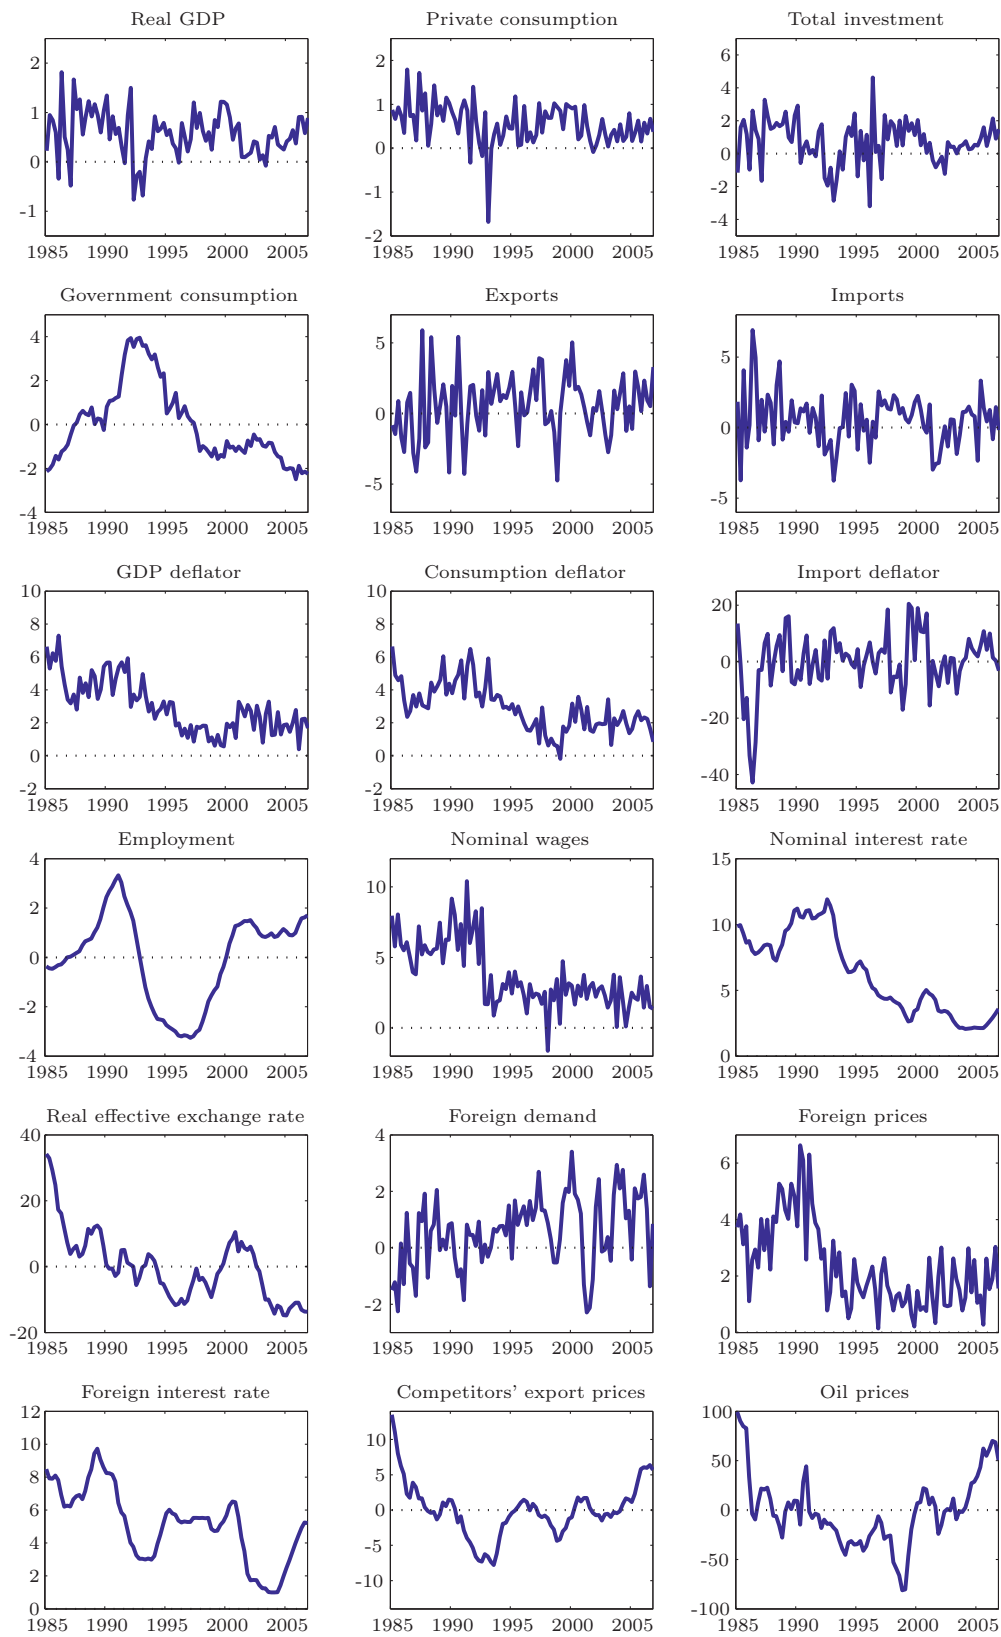 Real GDP Private consumption Total investment
2 1 0 -1
2 1 0 -1 -2
6 4 2 0 -2 -4
1985 1990 1995 2000 2005 1985 1990 1995 2000 2005 1985 1990 1995 2000 2005
Government consumption Exports Imports
4 2 0 -2 -4
5 0 -5
5 0 -5
1985 1990 1995 2000 2005 1985 1990 1995 2000 2005 1985 1990 1995 2000 2005
GDP deflator Consumption deflator Import deflator
10 8 6 4 2 0 -2
10 8 6 4 2 0 -2
20 0 -20 -40
1985 1990 1995 2000 2005 1985 1990 1995 2000 2005 1985 1990 1995 2000 2005
Employment Nominal wages Nominal interest rate
4 2 0 -2 -4
10 5 0
15 10 5 0
1985 1990 1995 2000 2005 1985 1990 1995 2000 2005 1985 1990 1995 2000 2005
Real effective exchange rate Foreign demand Foreign prices
40 20 0 -20
4 2 0 -2
6 4 2 0
1985 1990 1995 2000 2005 1985 1990 1995 2000 2005 1985 1990 1995 2000 2005
Foreign interest rate Competitors' export prices Oil prices
12 10 8 6 4 2 0
10 5 0 -5 -10
100 50 0 -50 -100
1985 1990 1995 2000 2005 1985 1990 1995 2000 2005 1985 1990 1995 2000 2005